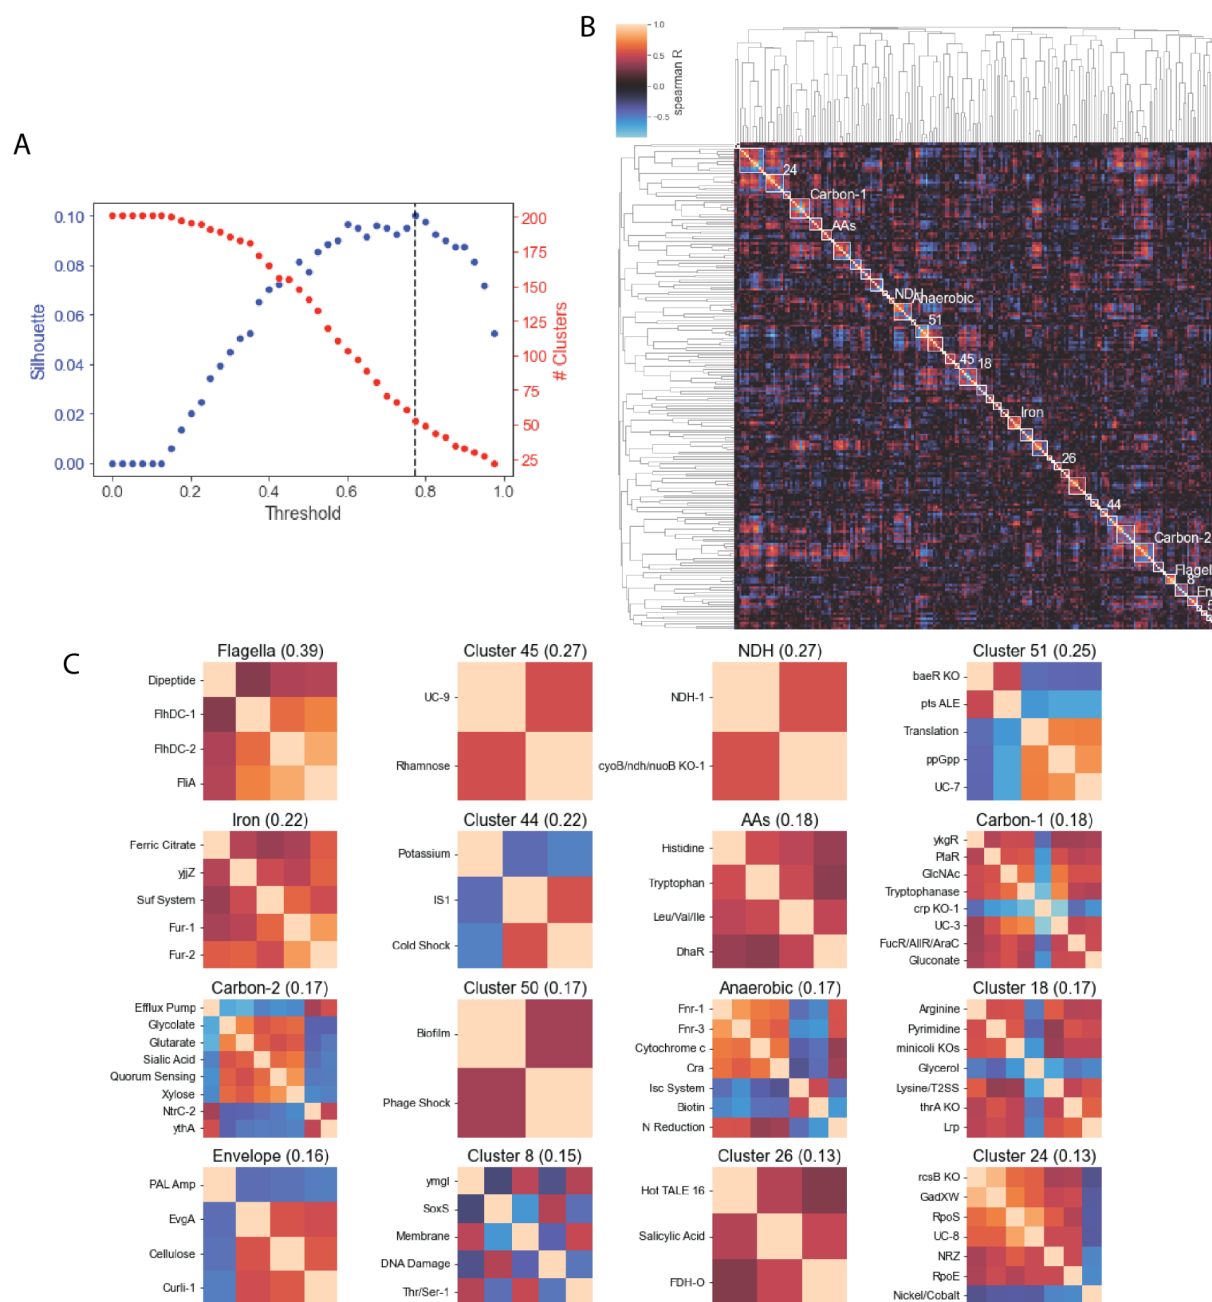 A
Silhouette
0.10
0.08
0.06
0.04
0.02
0.00
0.0
0.2
0.4
0.6
0.8
1.0
Threshold
200
175
150
125
100
75
50
25
# Clusters
B
1.0
0.5
0.0
−0.5
spearman R
24
Carbon-1
AAs
NDH
Anaerobic
51
45
18
Iron
26
44
Carbon-2
Flagel
8
En
C
Flagella (0.39)
Dipeptide
FlhDC-1
FlhDC-2
FliA
Cluster 45 (0.27)
UC-9
Rhamnose
NDH (0.27)
NDH-1
cyoB/ndh/nuoB KO-1
Cluster 51 (0.25)
baeR KO
pts ALE
Translation
ppGpp
UC-7
Iron (0.22)
Ferric Citrate
yjjZ
Suf System
Fur-1
Fur-2
Cluster 44 (0.22)
Potassium
IS1
Cold Shock
AAs (0.18)
Histidine
Tryptophan
Leu/Val/Ile
DhaR
Carbon-1 (0.18)
ykgR
PlaR
GlcNAc
Tryptophanase
crp KO-1
UC-3
FucR/AllR/AraC
Gluconate
Carbon-2 (0.17)
Efflux Pump
Glycolate
Glutarate
Sialic Acid
Quorum Sensing
Xylose
NtrC-2
ythA
Cluster 50 (0.17)
Biofilm
Phage Shock
Anaerobic (0.17)
Fnr-1
Fnr-3
Cytochrome c
Cra
Isc System
Biotin
N Reduction
Cluster 18 (0.17)
Arginine
Pyrimidine
minicoli KOs
Glycerol
Lysine/T2SS
thrA KO
Lrp
Envelope (0.16)
PAL Amp
EvgA
Cellulose
Curli-1
Cluster 8 (0.15)
ymgI
SoxS
Membrane
DNA Damage
Thr/Ser-1
Cluster 26 (0.13)
Hot TALE 16
Salicylic Acid
FDH-O
Cluster 24 (0.13)
rcsB KO
GadXW
RpoS
UC-8
NRZ
RpoE
Nickel/Cobalt